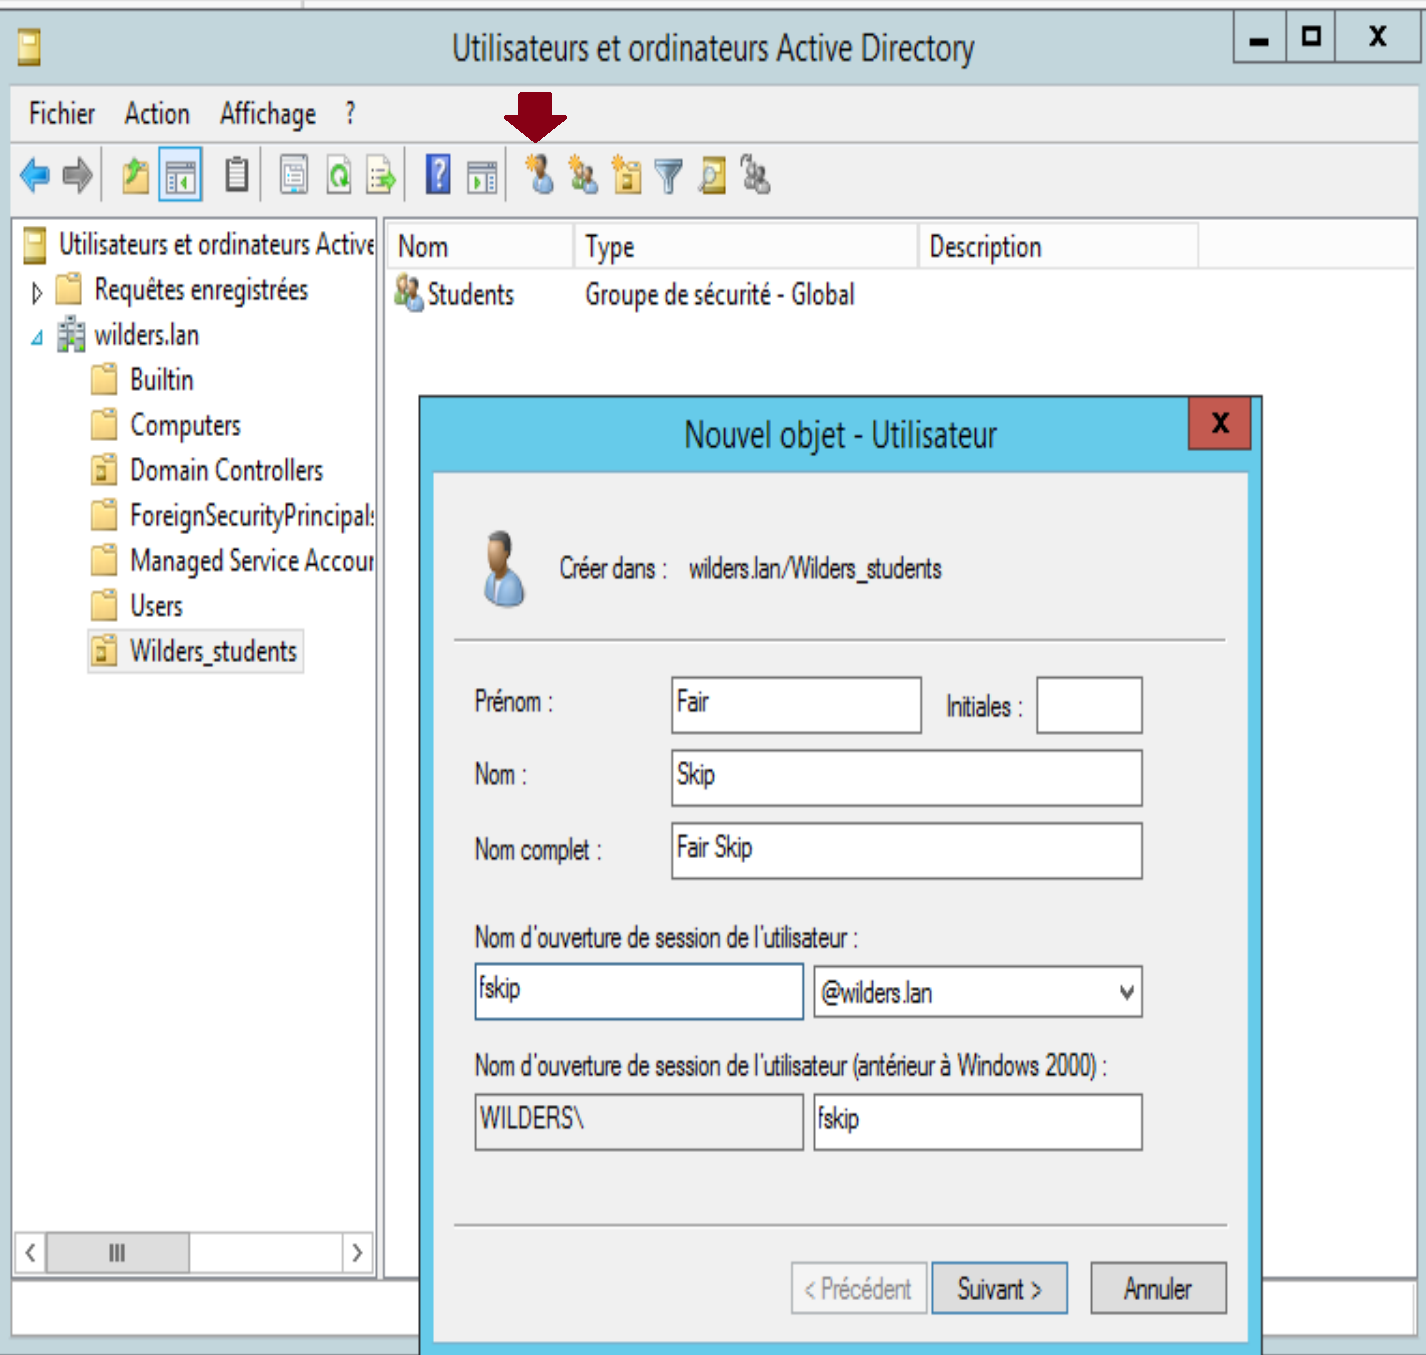 Utilisateurs et ordinateurs Active Directory
Fichier Action Affichage ?
Utilisateurs et ordinateurs Active
Requêtes enregistrées
wilders.lan
Builtin
Computers
Domain Controllers
ForeignSecurityPrincipals
Managed Service Accour
Users
Wilders_students
Nom Type Description
Students Groupe de sécurité - Global
Nouvel objet - Utilisateur
Créer dans : wilders.lan/Wilders_students
Prénom : Fair Initiales :
Nom : Skip
Nom complet : Fair Skip
Nom d'ouverture de session de l'utilisateur :
fskip @wilders.lan
Nom d'ouverture de session de l'utilisateur (antérieur à Windows 2000) :
WILDERS\ fskip
< Précédent Suivant > Annuler